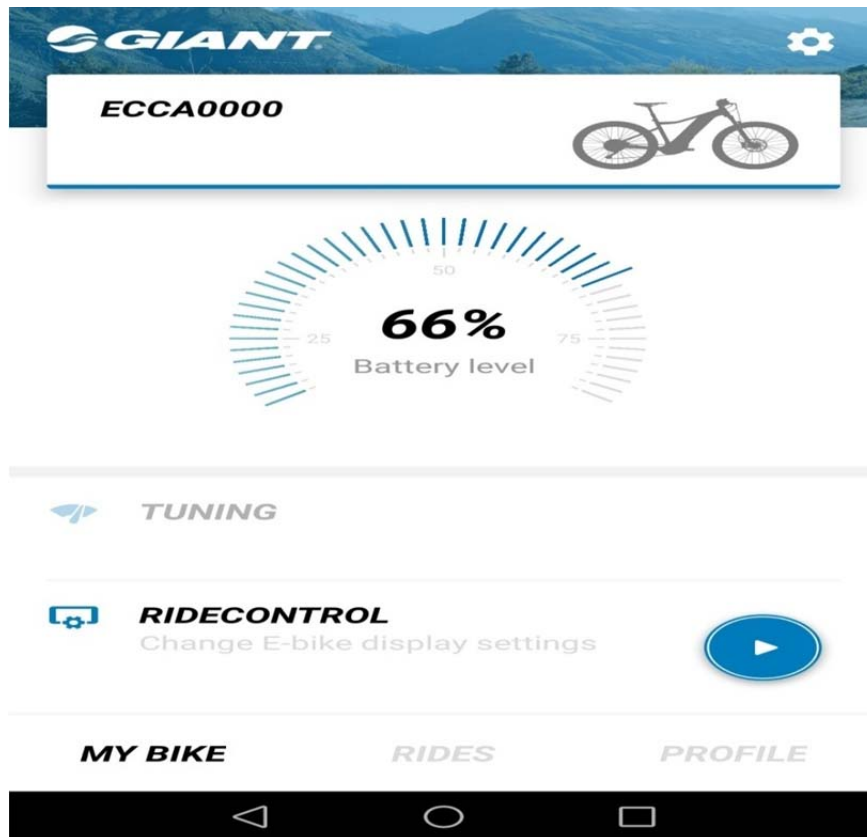 GIANT
ECCA0000
50
25
75
66%
Battery level
TUNING
RIDECONTROL
Change E-bike display settings
MY BIKE
RIDES
PROFILE